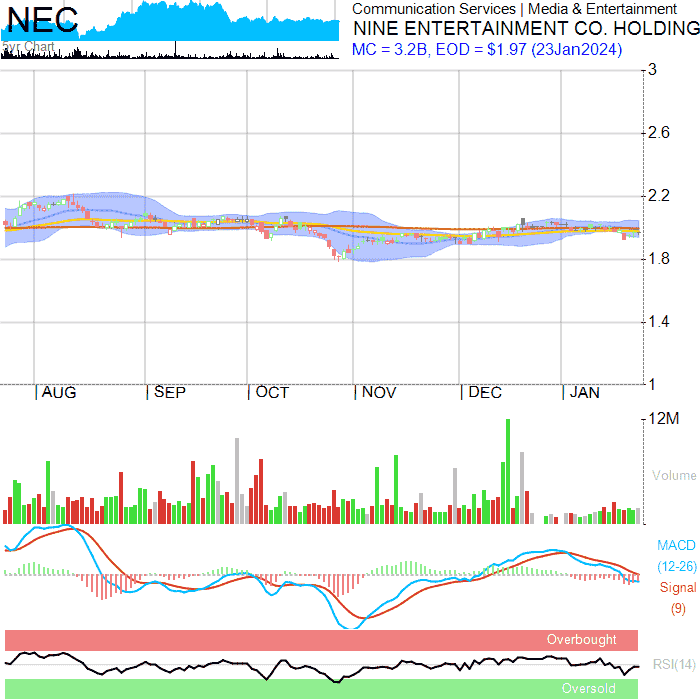 NEC
5yr Chart
Communication Services | Media & Entertainment
NINE ENTERTAINMENT CO. HOLDING
MC = 3.2B, EOD = $1.97 (23Jan2024)
3
2.6
2.2
1.8
1.4
1
AUG SEP OCT NOV DEC JAN
12M
Volume
MACD
(12-26)
Signal
(9)
Overbought
RSI(14)
Oversold